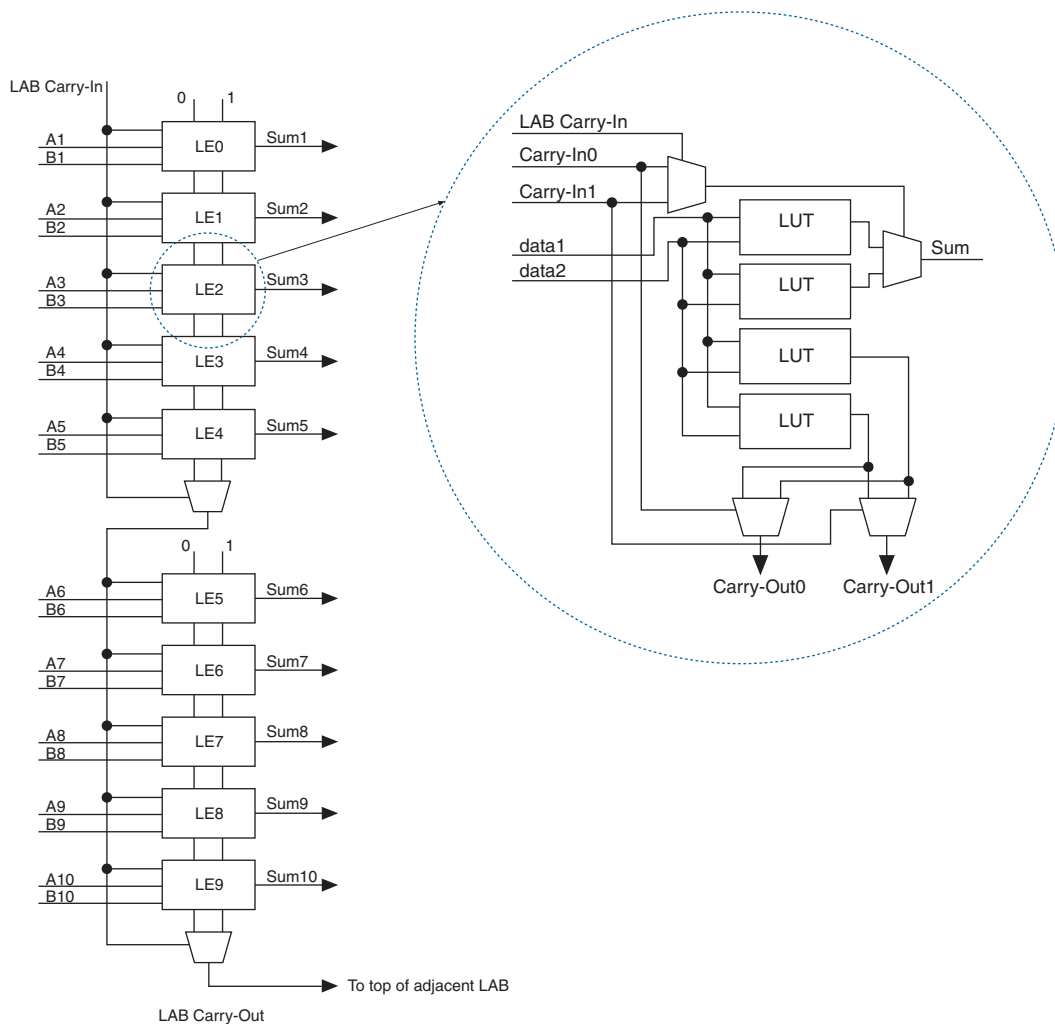 LAB Carry-In
0 1
A1
B1
LE0
Sum1
A2
B2
LE1
Sum2
A3
B3
LE2
Sum3
A4
B4
LE3
Sum4
A5
B5
LE4
Sum5
0 1
A6
B6
LE5
Sum6
A7
B7
LE6
Sum7
A8
B8
LE7
Sum8
A9
B9
LE8
Sum9
A10
B10
LE9
Sum10
To top of adjacent LAB
LAB Carry-Out
LAB Carry-In
Carry-In0
Carry-In1
data1
data2
LUT
LUT
LUT
LUT
Sum
Carry-Out0
Carry-Out1